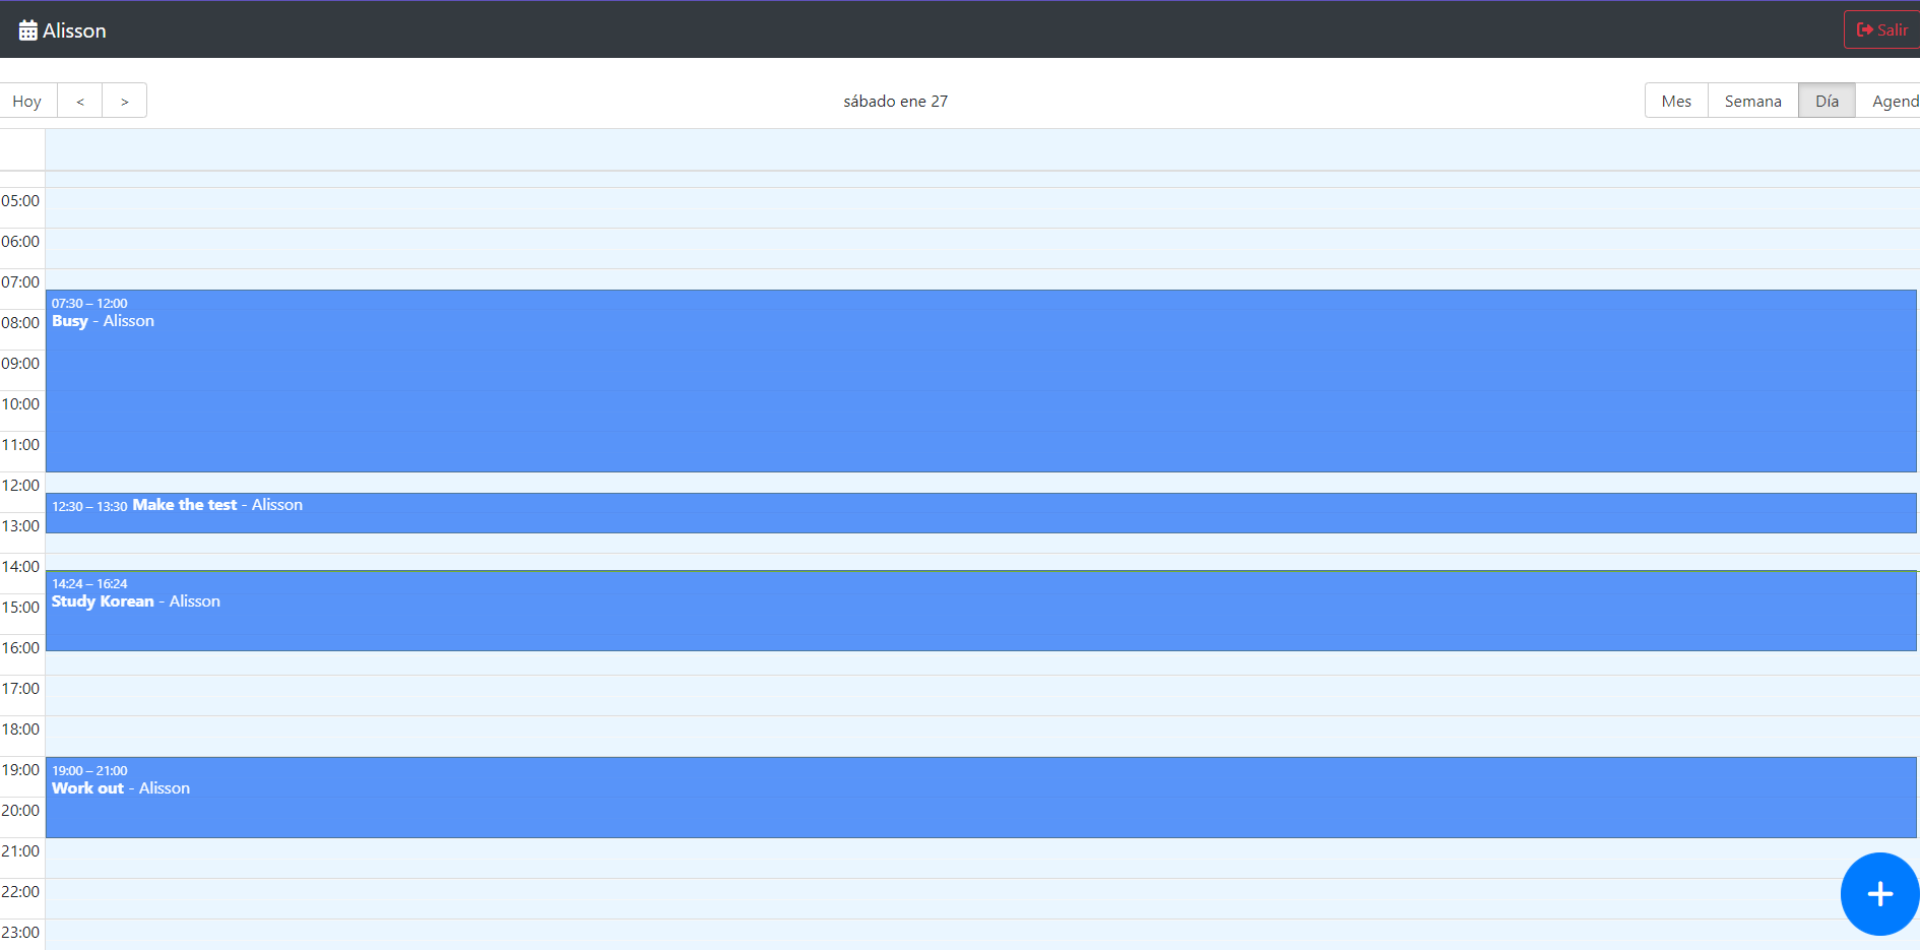 Alisson
Salir
Hoy < >
sábado ene 27
Mes Semana Día Agend
05:00
06:00
07:00
07:30 – 12:00
Busy - Alisson
08:00
09:00
10:00
11:00
12:00
12:30 – 13:30 Make the test - Alisson
13:00
14:00
14:24 – 16:24
Study Korean - Alisson
15:00
16:00
17:00
18:00
19:00
19:00 – 21:00
Work out - Alisson
20:00
21:00
22:00
23:00